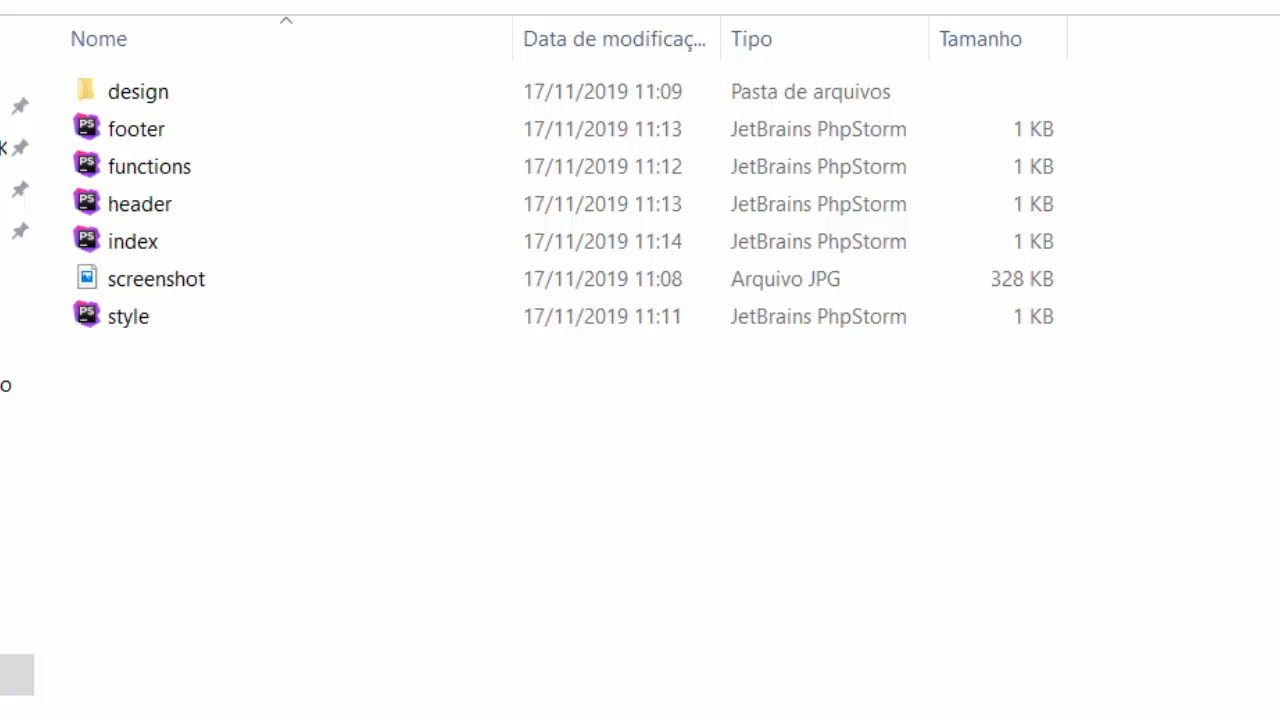 Nome Data de modificaç... Tipo Tamanho
design 17/11/2019 11:09 Pasta de arquivos
footer 17/11/2019 11:13 JetBrains PhpStorm 1 KB
K
functions 17/11/2019 11:12 JetBrains PhpStorm 1 KB
header 17/11/2019 11:13 JetBrains PhpStorm 1 KB
index 17/11/2019 11:14 JetBrains PhpStorm 1 KB
screenshot 17/11/2019 11:08 Arquivo JPG 328 KB
style 17/11/2019 11:11 JetBrains PhpStorm 1 KB
o